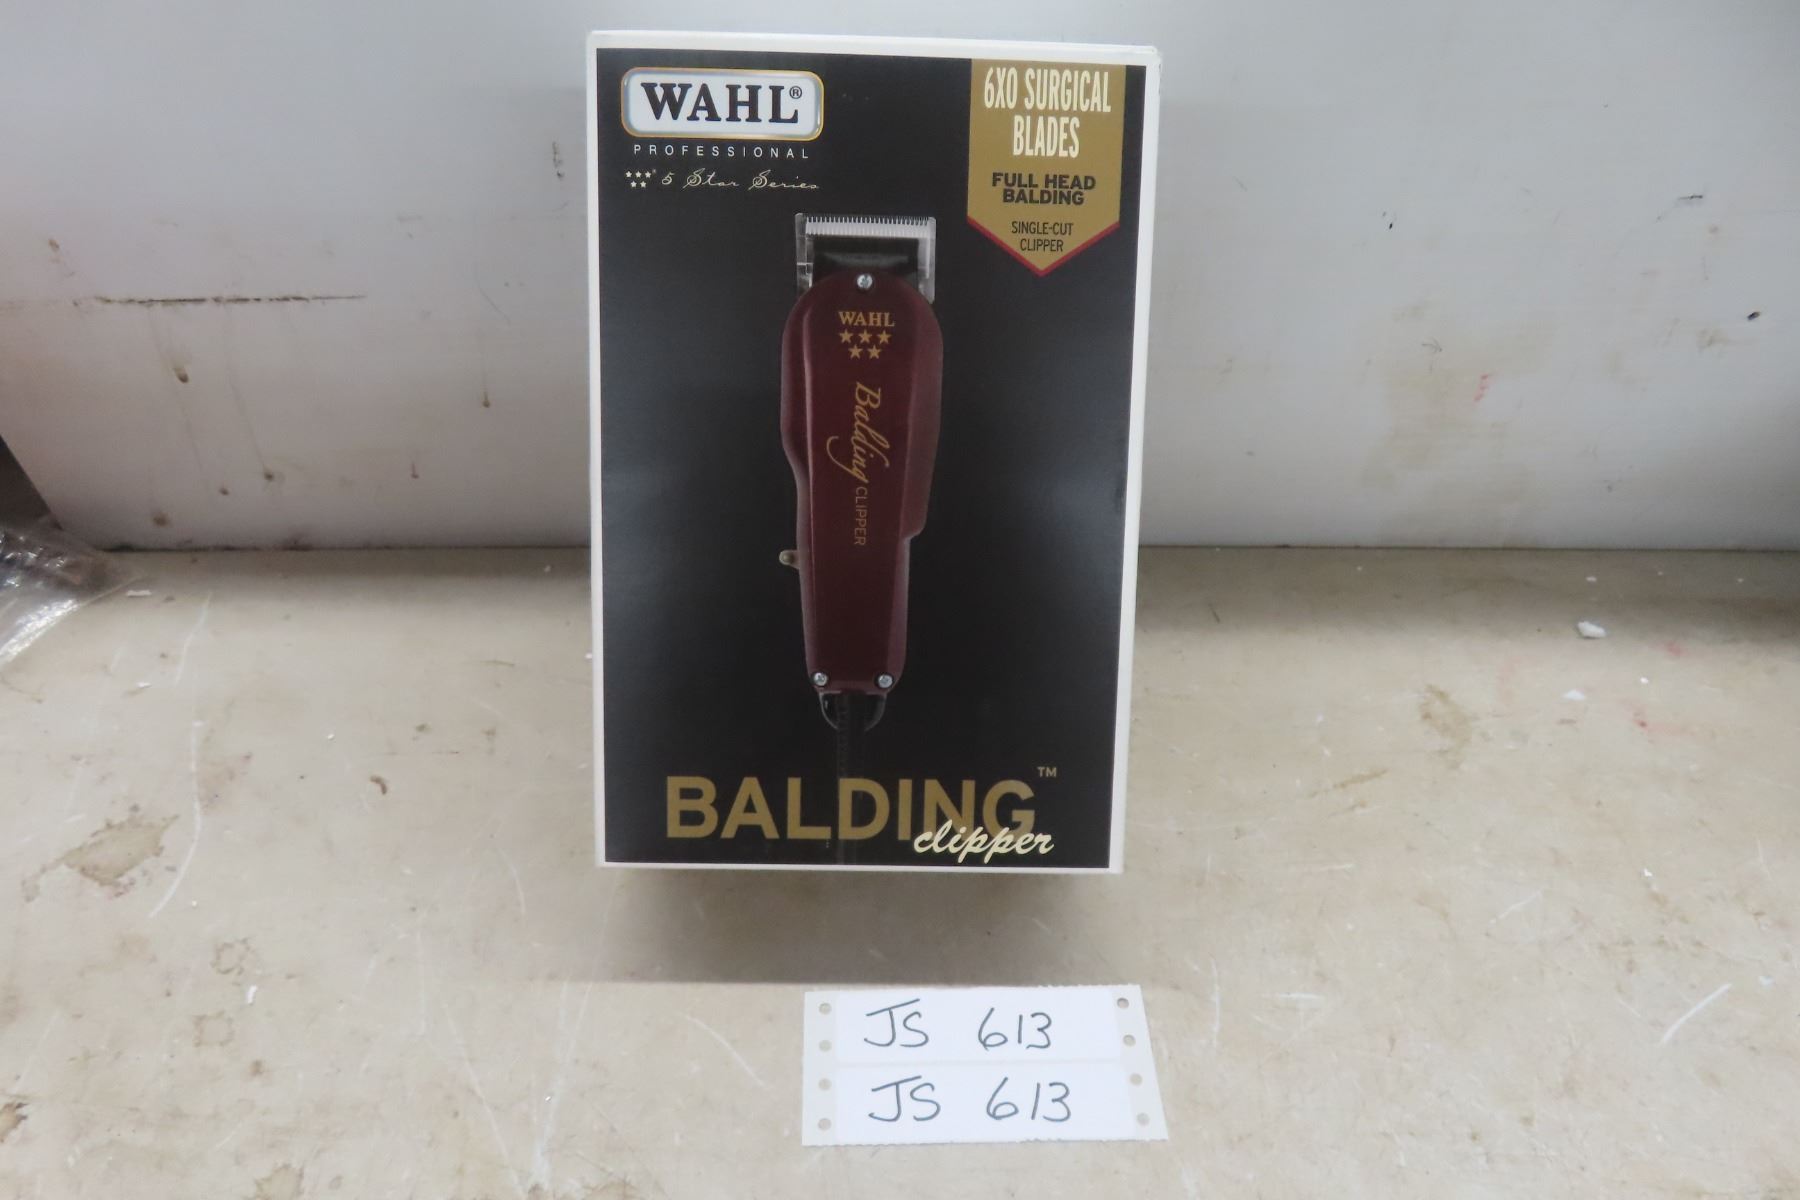 WAHL®
PROFESSIONAL
5 Star Series
6X0 SURGICAL
BLADES
FULL HEAD
BALDING
SINGLE-CUT
CLIPPER
WAHL
Balding CLIPPER
BALDING™
clipper
JS 613
JS 613